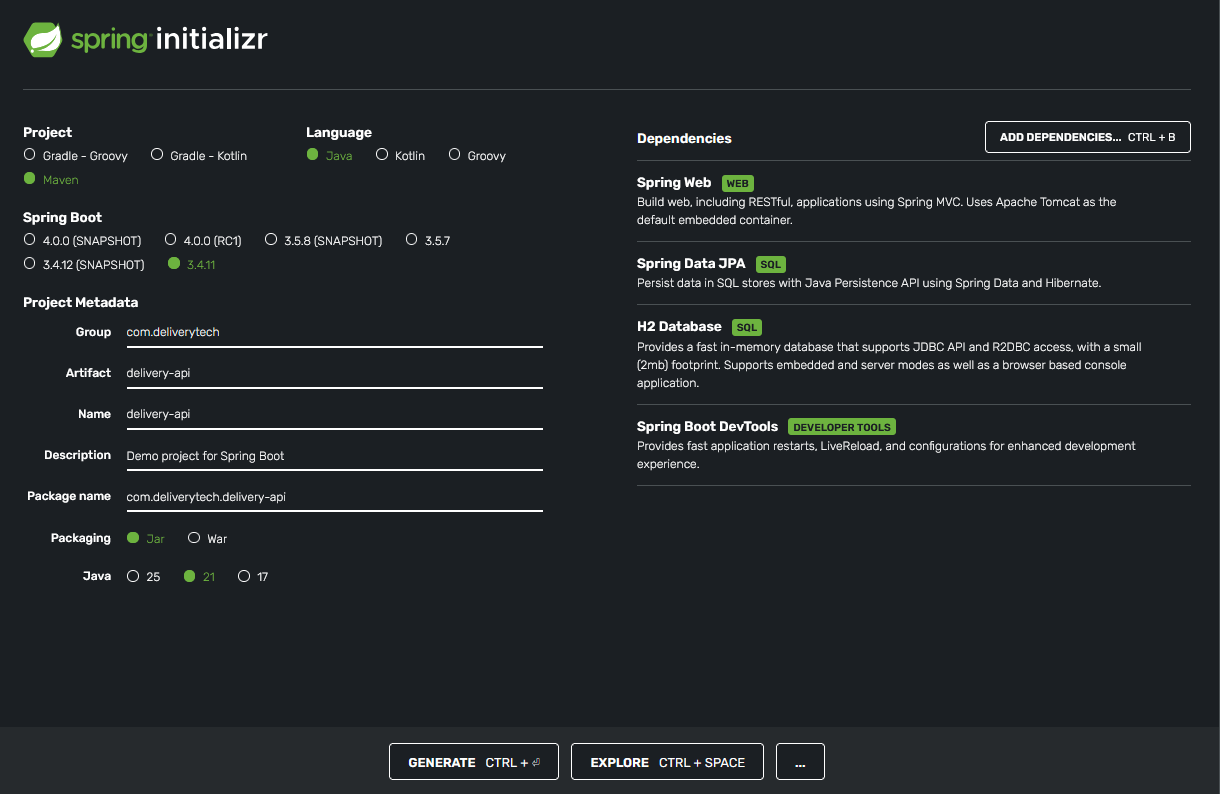 spring initializr
Project
Gradle - Groovy Gradle - Kotlin
Maven
Language
Java Kotlin Groovy
Spring Boot
4.0.0 (SNAPSHOT) 4.0.0 (RC1) 3.5.8 (SNAPSHOT) 3.5.7
3.4.12 (SNAPSHOT) 3.4.11
Project Metadata
Group com.deliverytech
Artifact delivery-api
Name delivery-api
Description Demo project for Spring Boot
Package name com.deliverytech.delivery-api
Packaging Jar War
Java 25 21 17
Dependencies ADD DEPENDENCIES... CTRL + B
Spring Web WEB
Build web, including RESTful, applications using Spring MVC. Uses Apache Tomcat as the
default embedded container.
Spring Data JPA SQL
Persist data in SQL stores with Java Persistence API using Spring Data and Hibernate.
H2 Database SQL
Provides a fast in-memory database that supports JDBC API and R2DBC access, with a small
(2mb) footprint. Supports embedded and server modes as well as a browser based console
application.
Spring Boot DevTools DEVELOPER TOOLS
Provides fast application restarts, LiveReload, and configurations for enhanced development
experience.
GENERATE CTRL + ⏎ EXPLORE CTRL + SPACE ...